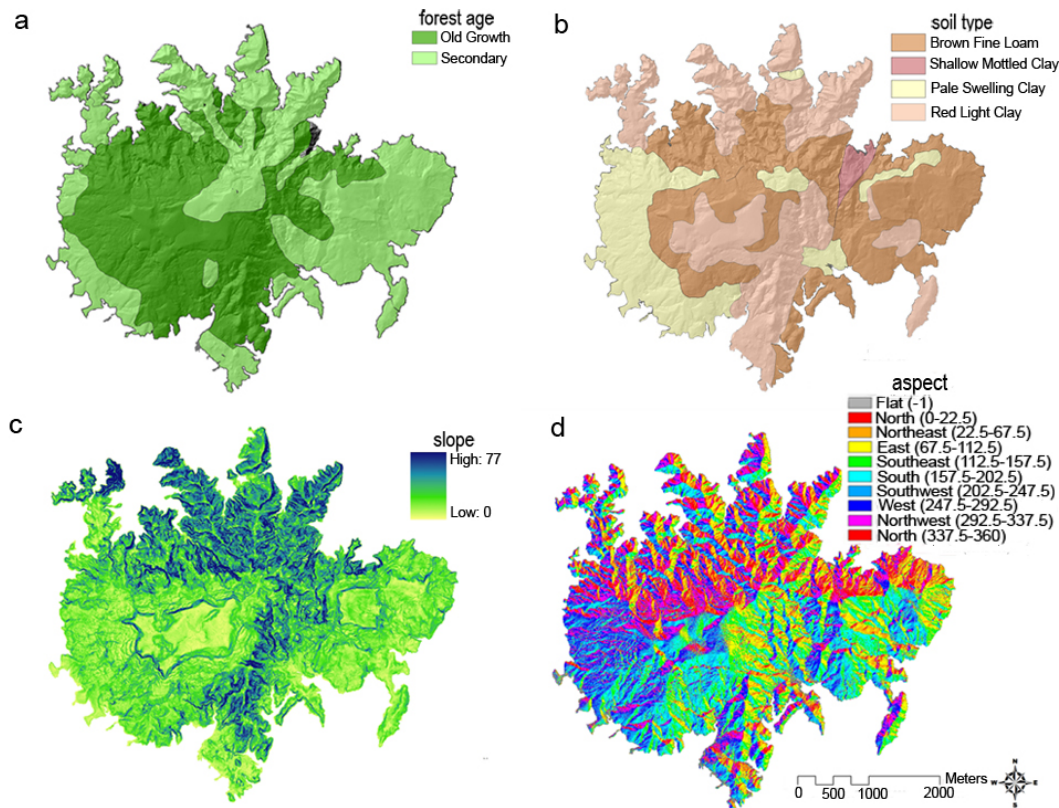 a
forest age
Old Growth
Secondary
b
soil type
Brown Fine Loam
Shallow Mottled Clay
Pale Swelling Clay
Red Light Clay
c
slope
High: 77
Low: 0
d
aspect
Flat (-1)
North (0-22.5)
Northeast (22.5-67.5)
East (67.5-112.5)
Southeast (112.5-157.5)
South (157.5-202.5)
Southwest (202.5-247.5)
West (247.5-292.5)
Northwest (292.5-337.5)
North (337.5-360)
Meters
0 500 1000 2000
N
W E
S